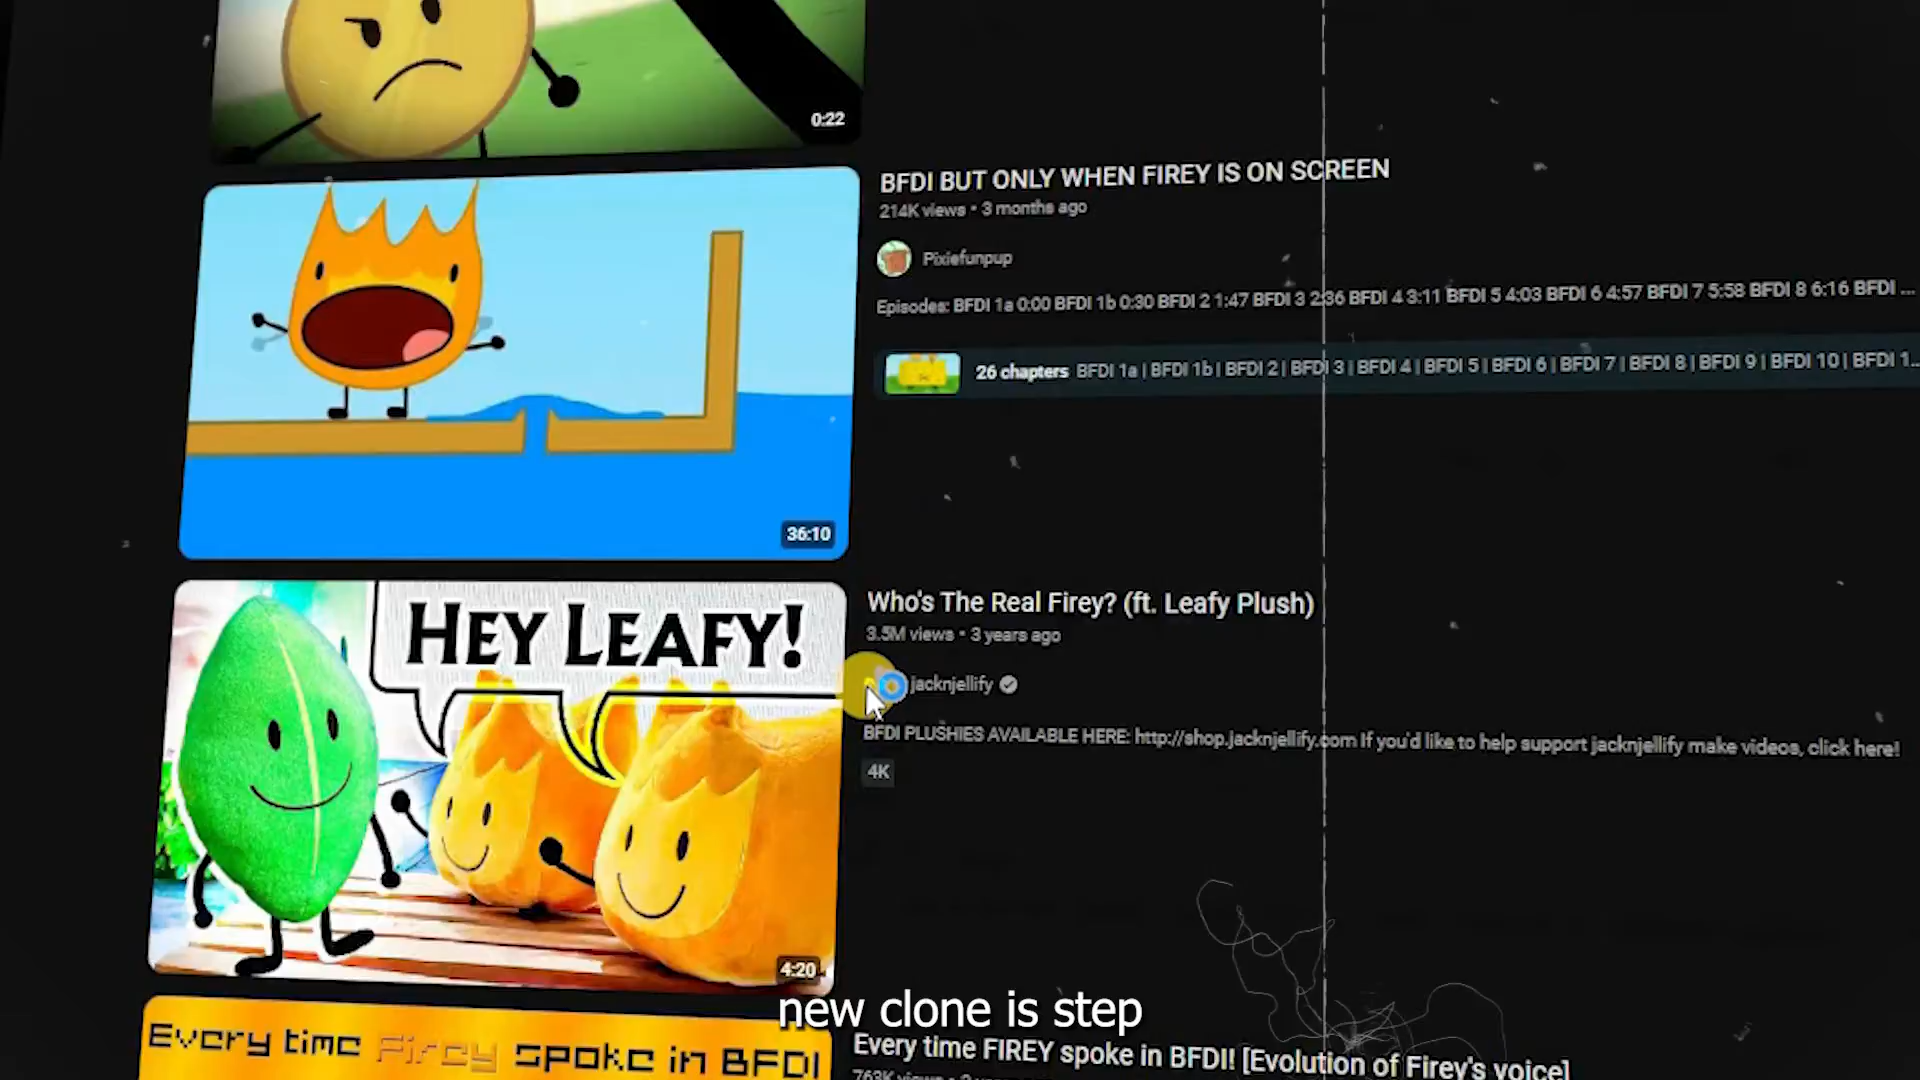 0:22
BFDI BUT ONLY WHEN FIREY IS ON SCREEN
214K views • 3 months ago
Pixiefunpup
Episodes: BFDI 1a 0:00 BFDI 1b 0:30 BFDI 2 1:47 BFDI 3 2:36 BFDI 4 3:11 BFDI 5 4:03 BFDI 6 4:57 BFDI 7 5:58 BFDI 8 6:16 BFDI ...
26 chapters BFDI 1a | BFDI 1b | BFDI 2 | BFDI 3 | BFDI 4 | BFDI 5 | BFDI 6 | BFDI 7 | BFDI 8 | BFDI 9 | BFDI 10 | BFDI 1...
36:10
HEY LEAFY!
Who's The Real Firey? (ft. Leafy Plush)
3.5M views • 3 years ago
jacknjellify
BFDI PLUSHIES AVAILABLE HERE: http://shop.jacknjellify.com If you'd like to help support jacknjellify make videos, click here!
4K
4:20
new clone is step
Every time Firey spoke in BFDI
Every time FIREY spoke in BFDI! [Evolution of Firey's voice]
763K views